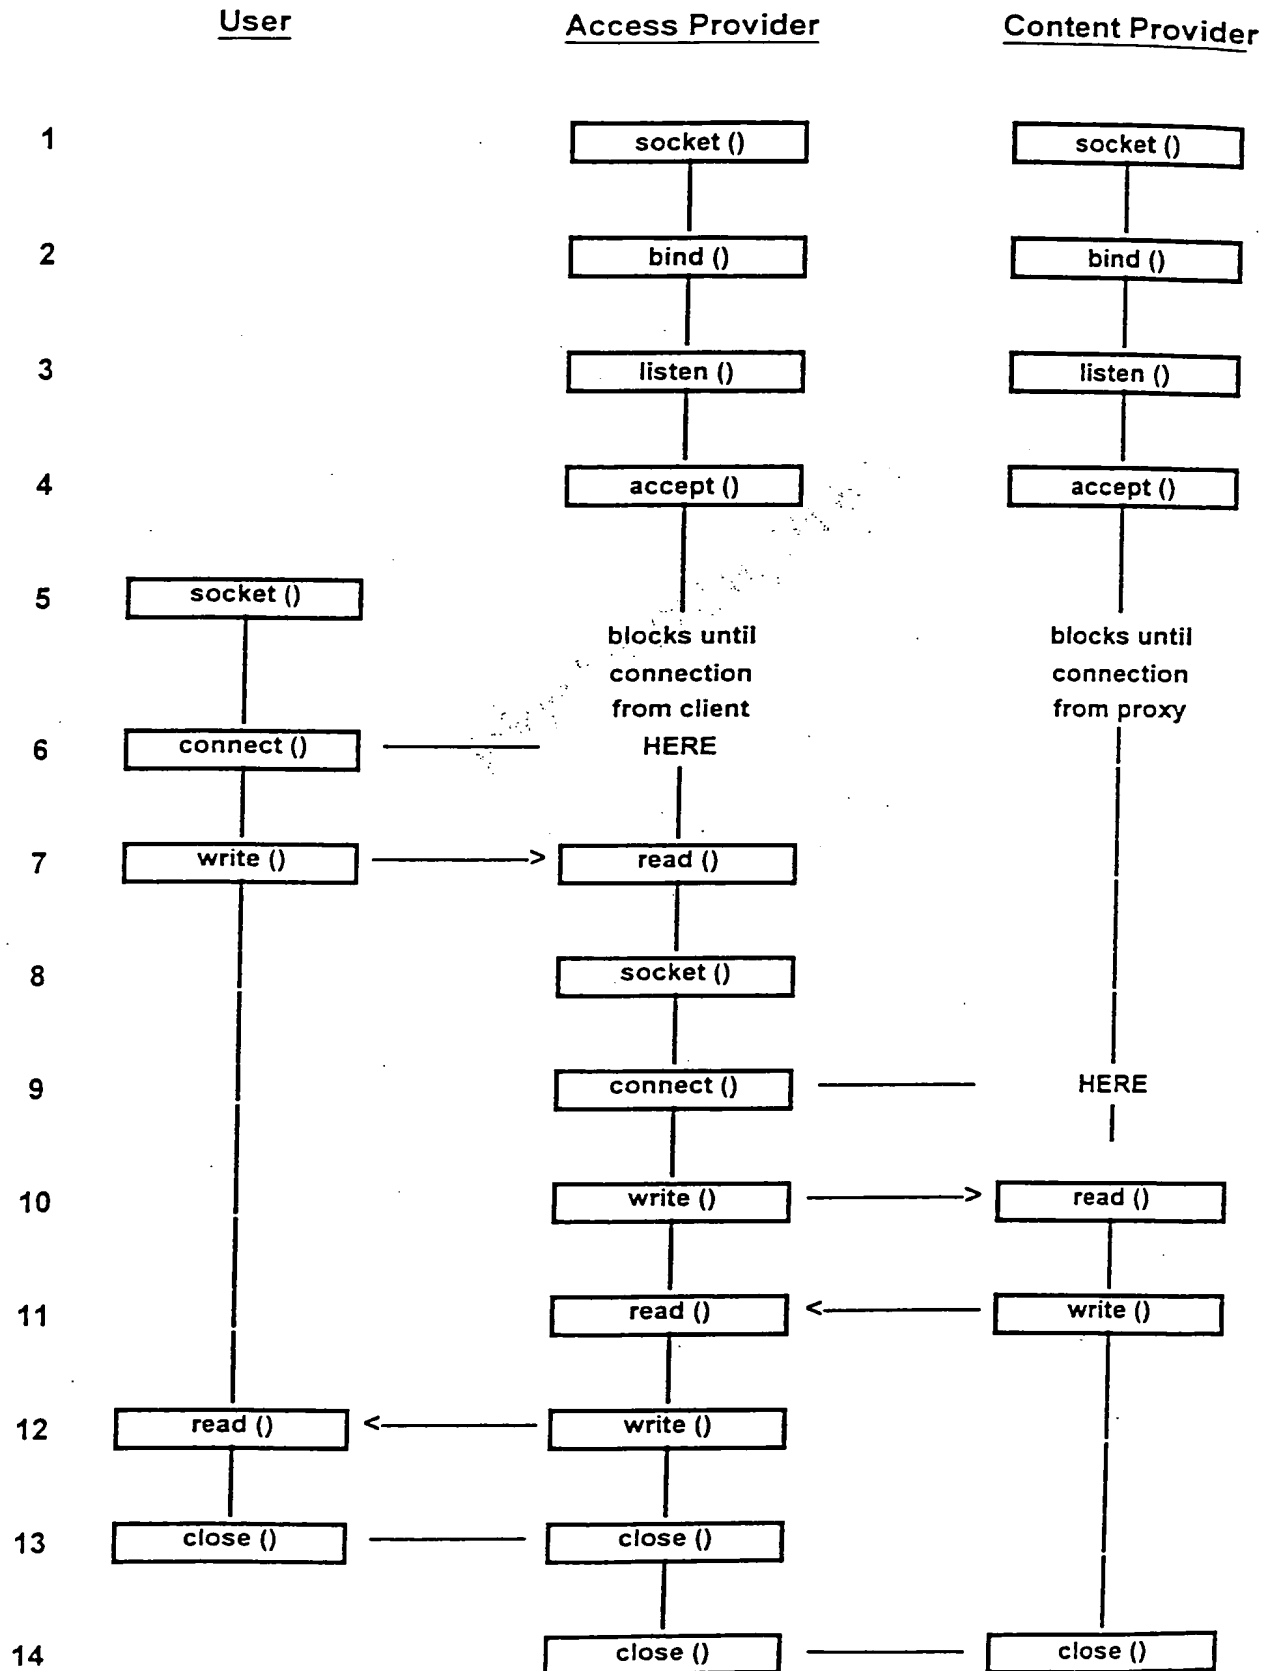 User Access Provider Content Provider
1 socket () socket ()
2 bind () bind ()
3 listen () listen ()
4 accept () accept ()
5 socket ()
blocks until blocks until
connection connection
from client from proxy
6 connect () HERE
7 write () > read ()
8 socket ()
9 connect () HERE
10 write () > read ()
11 read () < write ()
12 read () < write ()
13 close () close ()
14 close () close ()